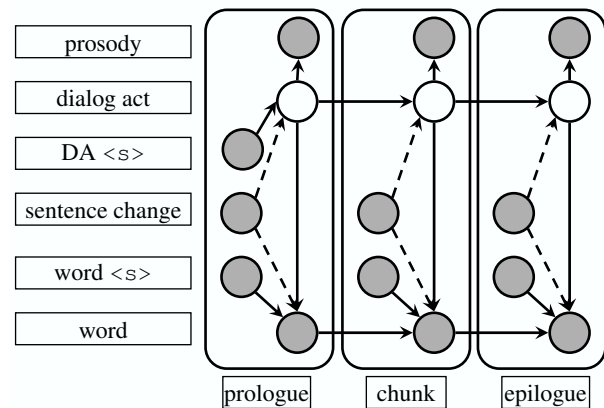 prosody
dialog act
DA <s>
sentence change
word <s>
word
prologue chunk epilogue